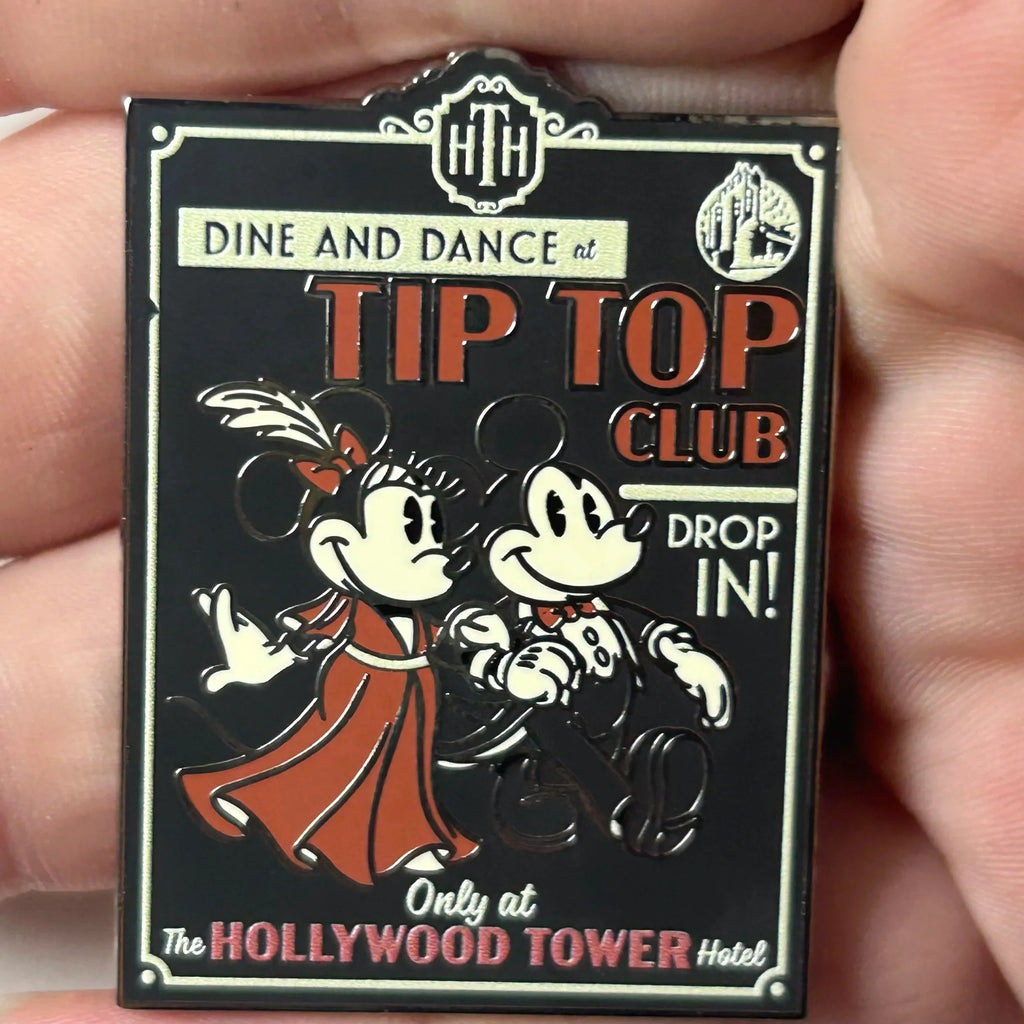 HTH
DINE AND DANCE at
TIP TOP
CLUB
DROP
IN!
Only at
The HOLLYWOOD TOWER Hotel